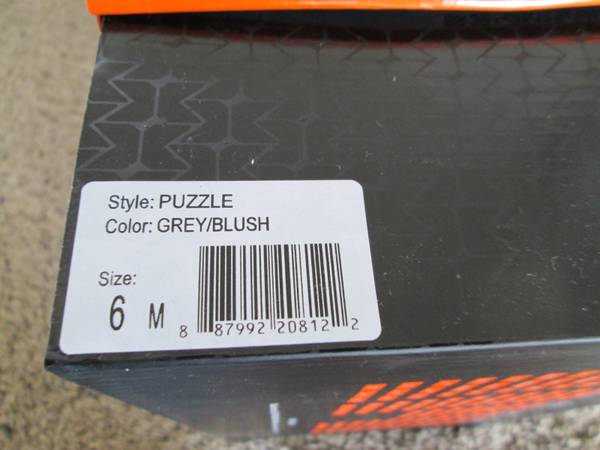 Style: PUZZLE
Color: GREY/BLUSH
Size:
6 M
8 87992 20812 2